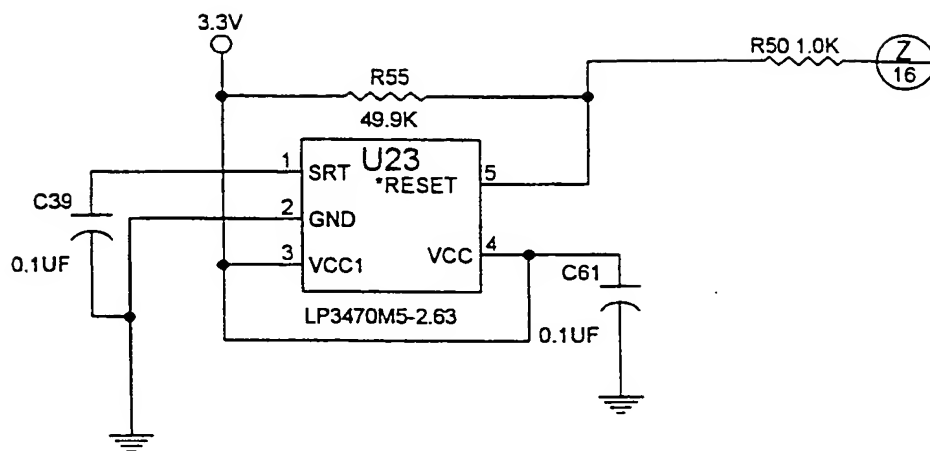 3.3V
R50 1.0K
Z
16
R55
49.9K
U23
1
SRT
*RESET
5
C39
2
GND
0.1UF
3
VCC1
VCC
4
C61
LP3470M5-2.63
0.1UF